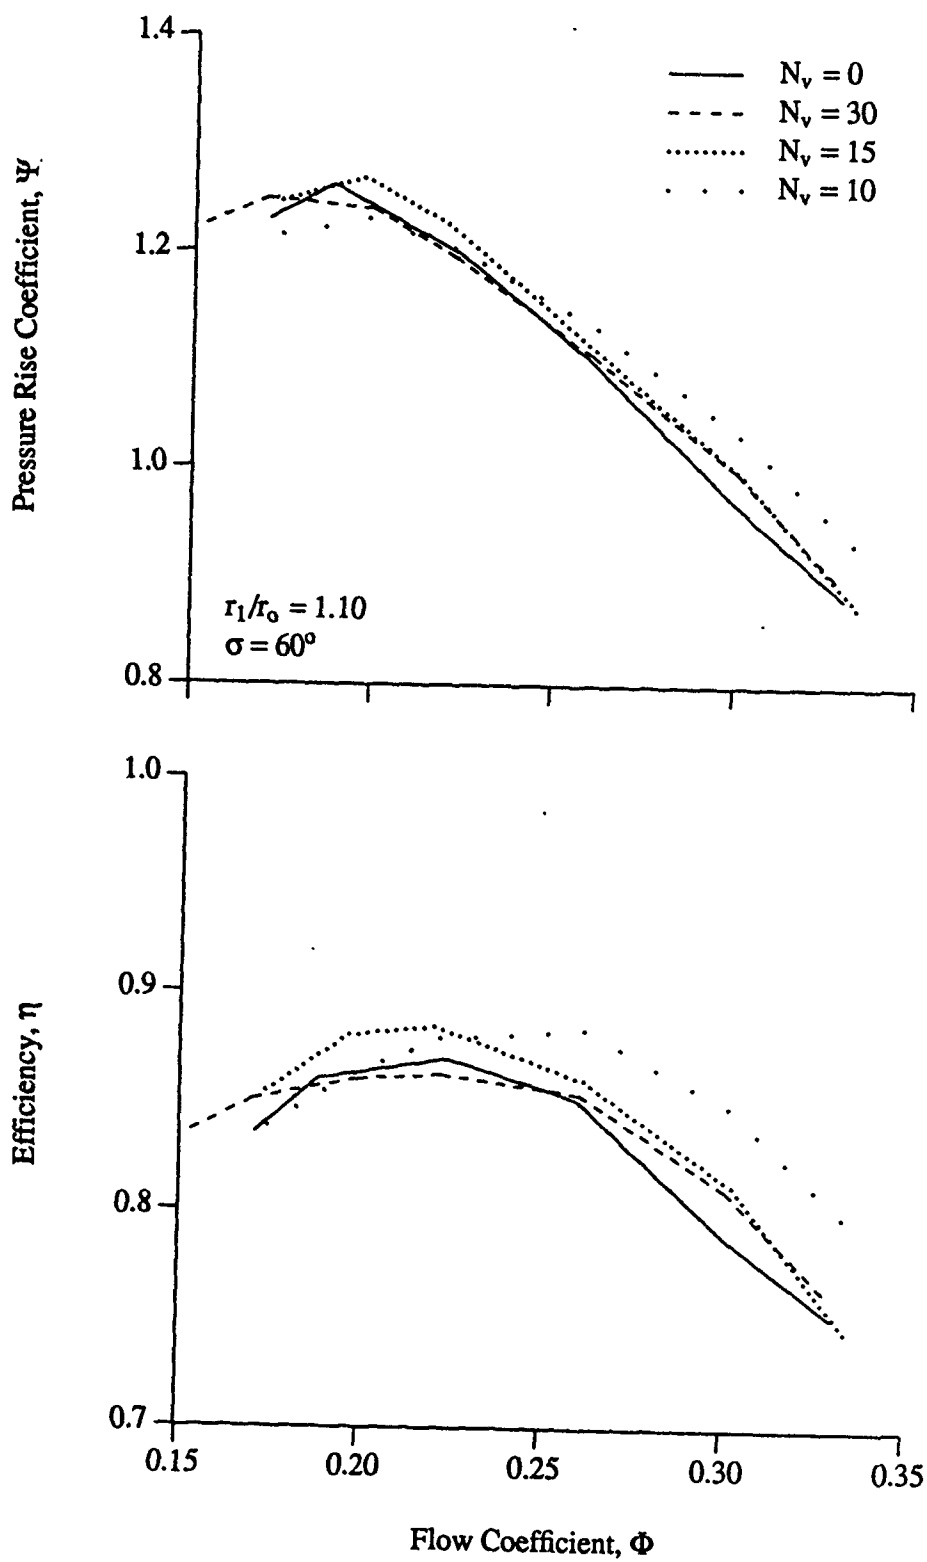 1.4
N_v = 0
N_v = 30
N_v = 15
N_v = 10
1.2
Pressure Rise Coefficient, Ψ
1.0
r_1/r_o = 1.10
σ = 60°
0.8
1.0
0.9
Efficiency, η
0.8
0.7
0.15 0.20 0.25 0.30 0.35
Flow Coefficient, Φ